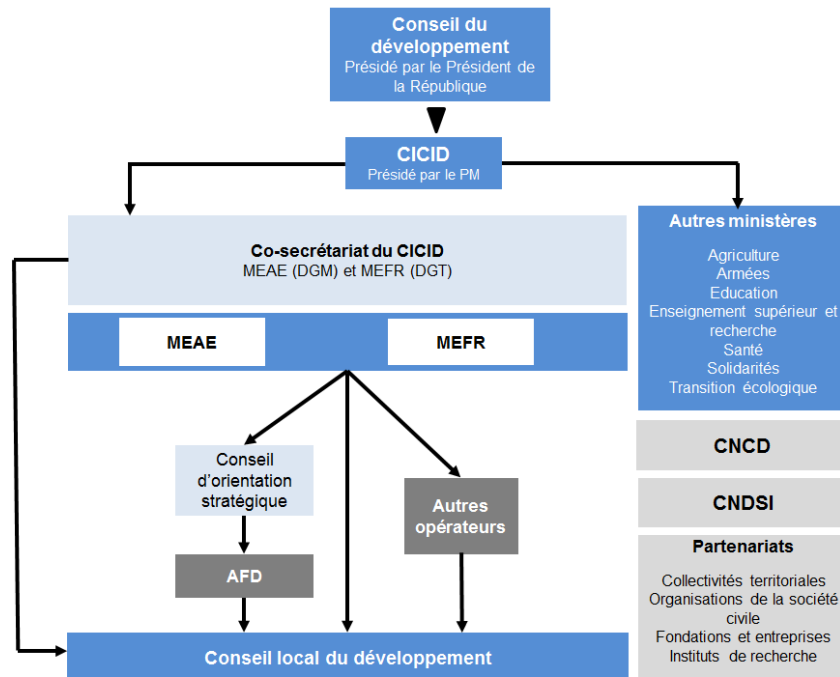 Conseil du
développement
Présidé par le Président de
la République
CICID
Présidé par le PM
Co-secrétariat du CICID
MEAE (DGM) et MEFR (DGT)
MEAE
MEFR
Autres ministères
Agriculture
Armées
Education
Enseignement supérieur et
recherche
Santé
Solidarités
Transition écologique
Conseil
d'orientation
stratégique
Autres
opérateurs
AFD
CNCD
CNDSI
Partenariats
Collectivités territoriales
Organisations de la société
civile
Fondations et entreprises
Instituts de recherche
Conseil local du développement